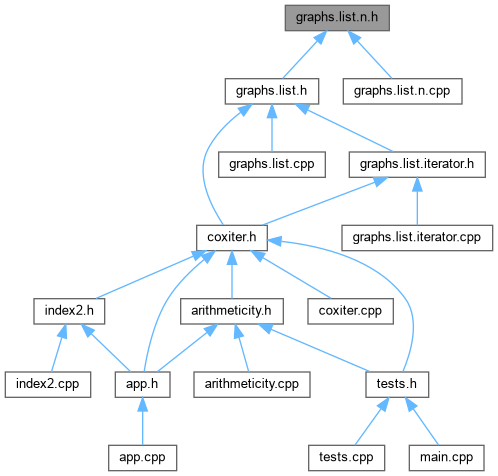 graphs.list.n.h
graphs.list.h
graphs.list.n.cpp
graphs.list.cpp
graphs.list.iterator.h
coxiter.h
graphs.list.iterator.cpp
index2.h
arithmeticity.h
coxiter.cpp
index2.cpp
app.h
arithmeticity.cpp
tests.h
app.cpp
tests.cpp
main.cpp